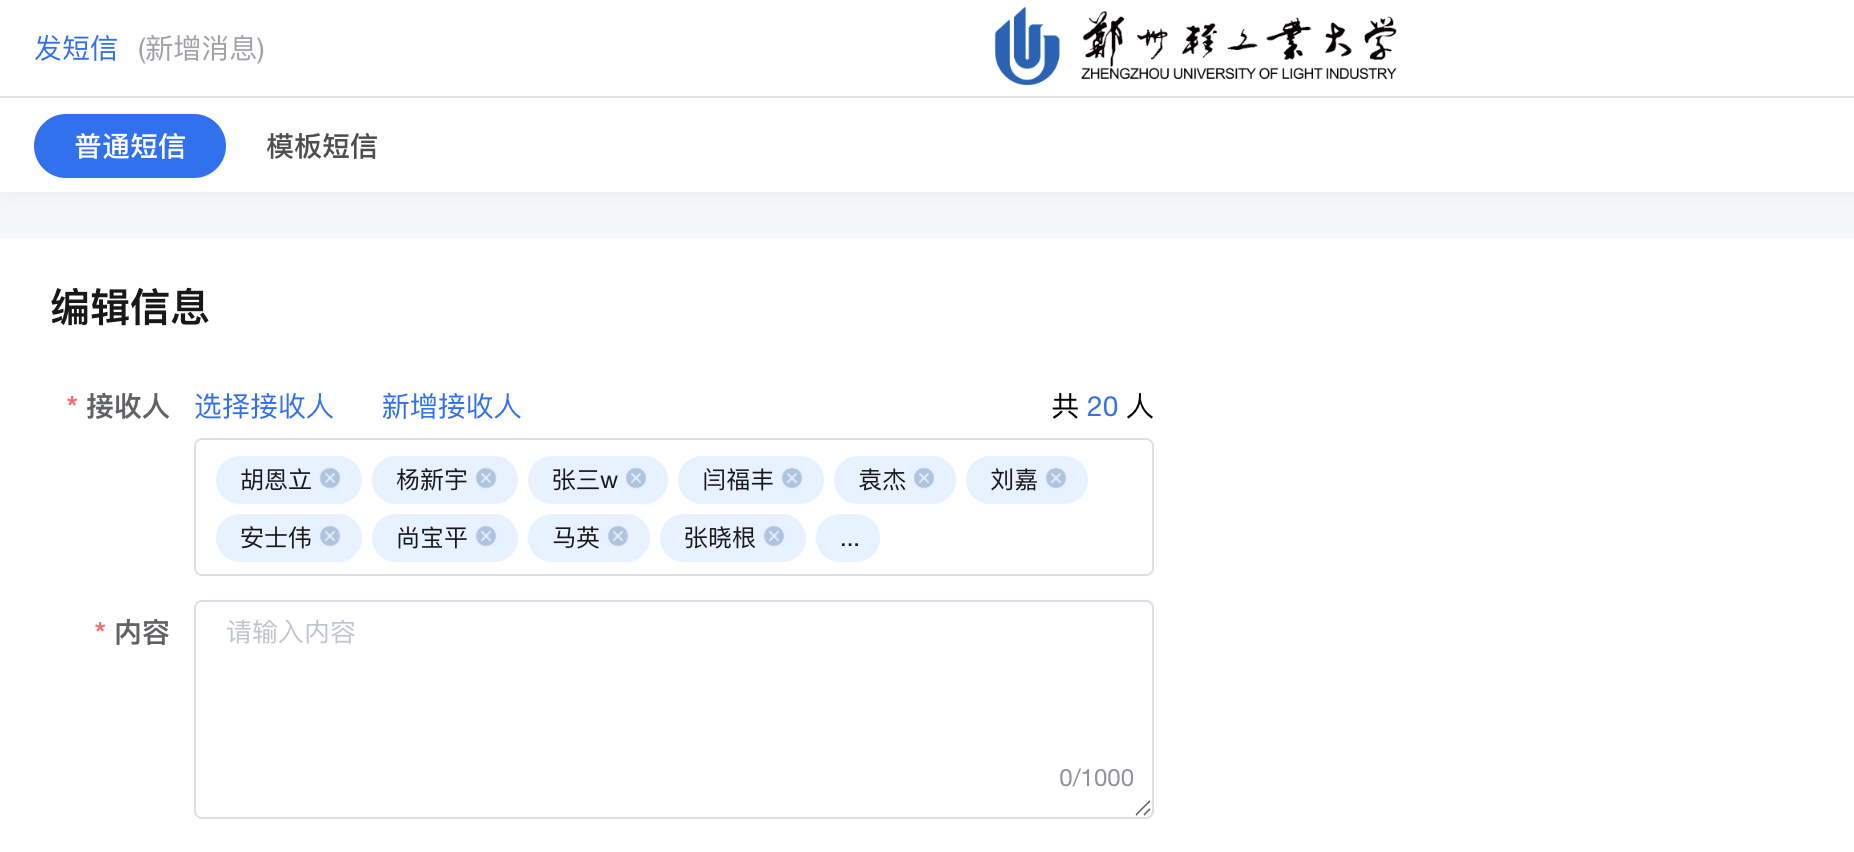 发短信 (新增消息)
郑州轻工业大学
ZHENGZHOU UNIVERSITY OF LIGHT INDUSTRY
普通短信 模板短信
编辑信息
* 接收人 选择接收人 新增接收人 共 20 人
胡恩立 杨新宇 张三w 闫福丰 袁杰 刘嘉
安士伟 尚宝平 马英 张晓根 ...
* 内容 请输入内容
0/1000